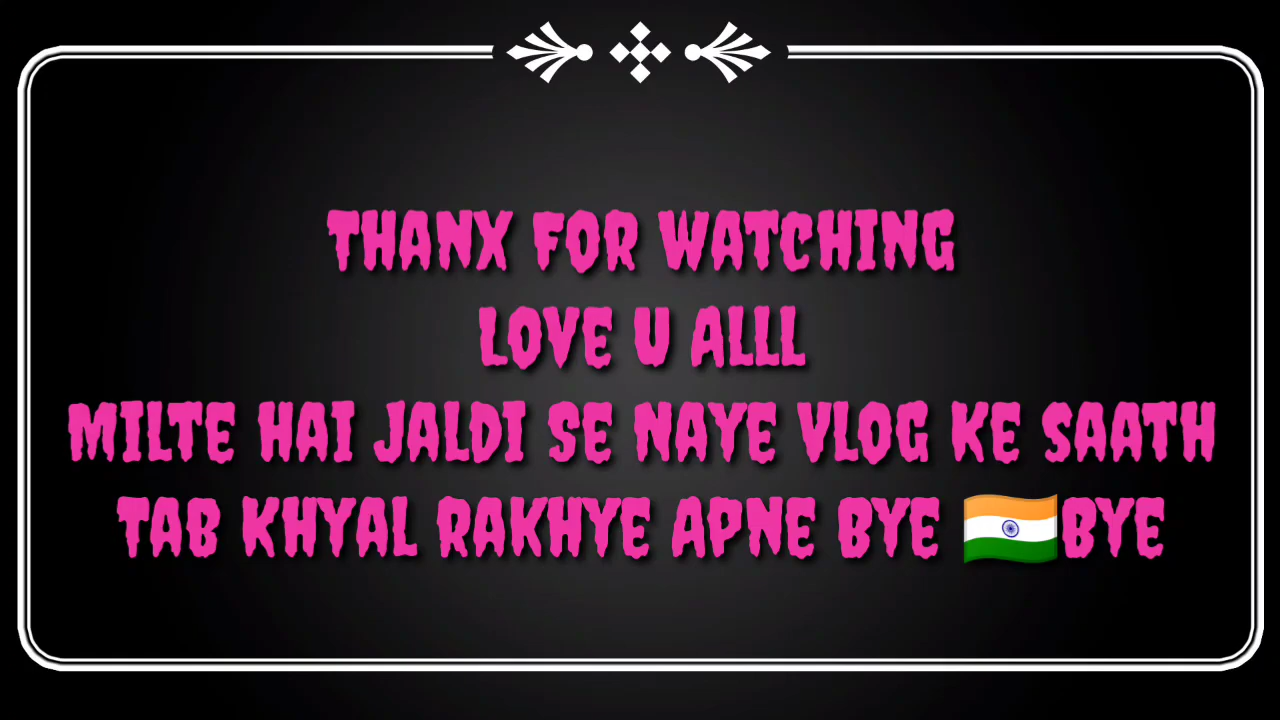 THANX FOR WATCHING
LOVE U ALLL
MILTE HAI JALDI SE NAYE VLOG KE SAATH
TAB KHYAL RAKHYE APNE BYE 🇮🇳BYE